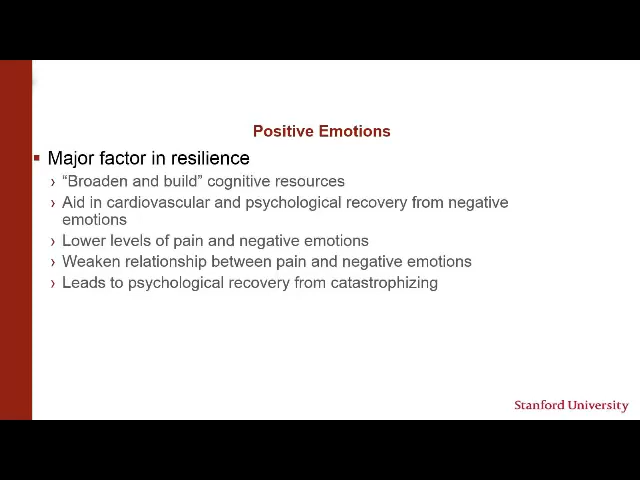 Positive Emotions
▪ Major factor in resilience
› “Broaden and build” cognitive resources
› Aid in cardiovascular and psychological recovery from negative
emotions
› Lower levels of pain and negative emotions
› Weaken relationship between pain and negative emotions
› Leads to psychological recovery from catastrophizing
Stanford University